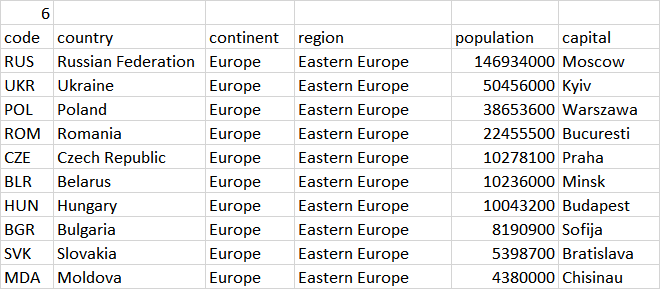 6
code country continent region population capital
RUS Russian Federation Europe Eastern Europe 146934000 Moscow
UKR Ukraine Europe Eastern Europe 50456000 Kyiv
POL Poland Europe Eastern Europe 38653600 Warszawa
ROM Romania Europe Eastern Europe 22455500 Bucuresti
CZE Czech Republic Europe Eastern Europe 10278100 Praha
BLR Belarus Europe Eastern Europe 10236000 Minsk
HUN Hungary Europe Eastern Europe 10043200 Budapest
BGR Bulgaria Europe Eastern Europe 8190900 Sofija
SVK Slovakia Europe Eastern Europe 5398700 Bratislava
MDA Moldova Europe Eastern Europe 4380000 Chisinau